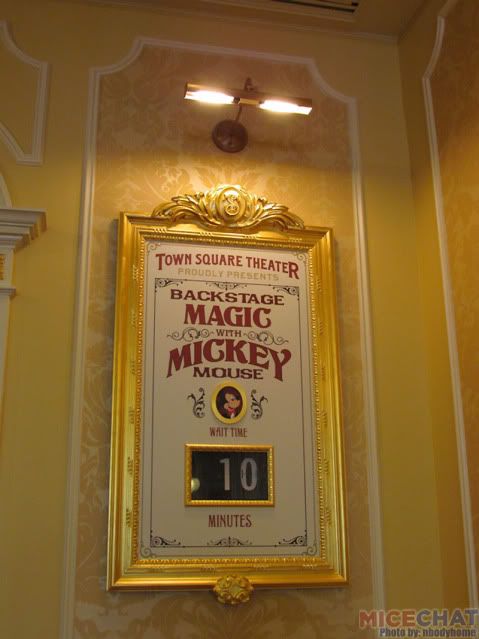 TOWN SQUARE THEATER
PROUDLY PRESENTS
BACKSTAGE
MAGIC
WITH
MICKEY
MOUSE
WAIT TIME
10
MINUTES
MICECHAT
Photo by: nbodyhome